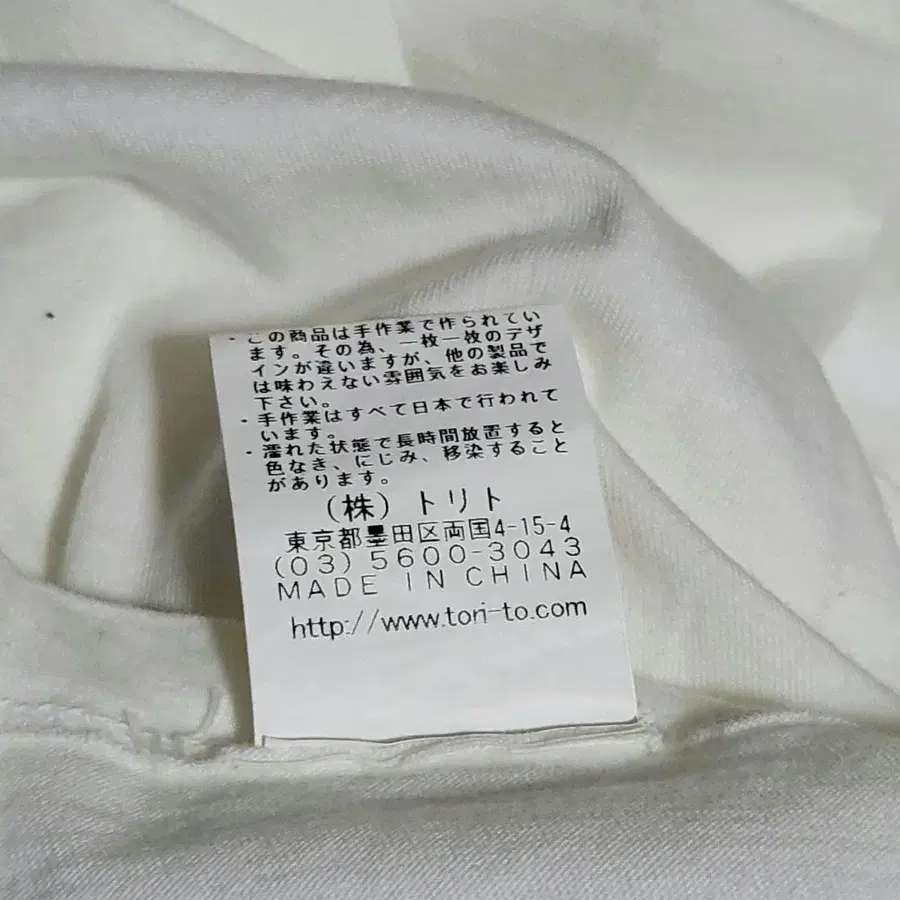 ・この商品は手作業で作られてい
ます。その為、一枚一枚のデザ
インが違いますが、他の製品で
は味わえない雰囲気をお楽しみ
下さい。
・手作業はすべて日本で行われて
います。
・濡れた状態で長時間放置すると
色なき、にじみ、移染すること
があります。
(株)トリト
東京都墨田区両国4-15-4
(03)5600-3043
MADE IN CHINA
http://www.tori-to.com